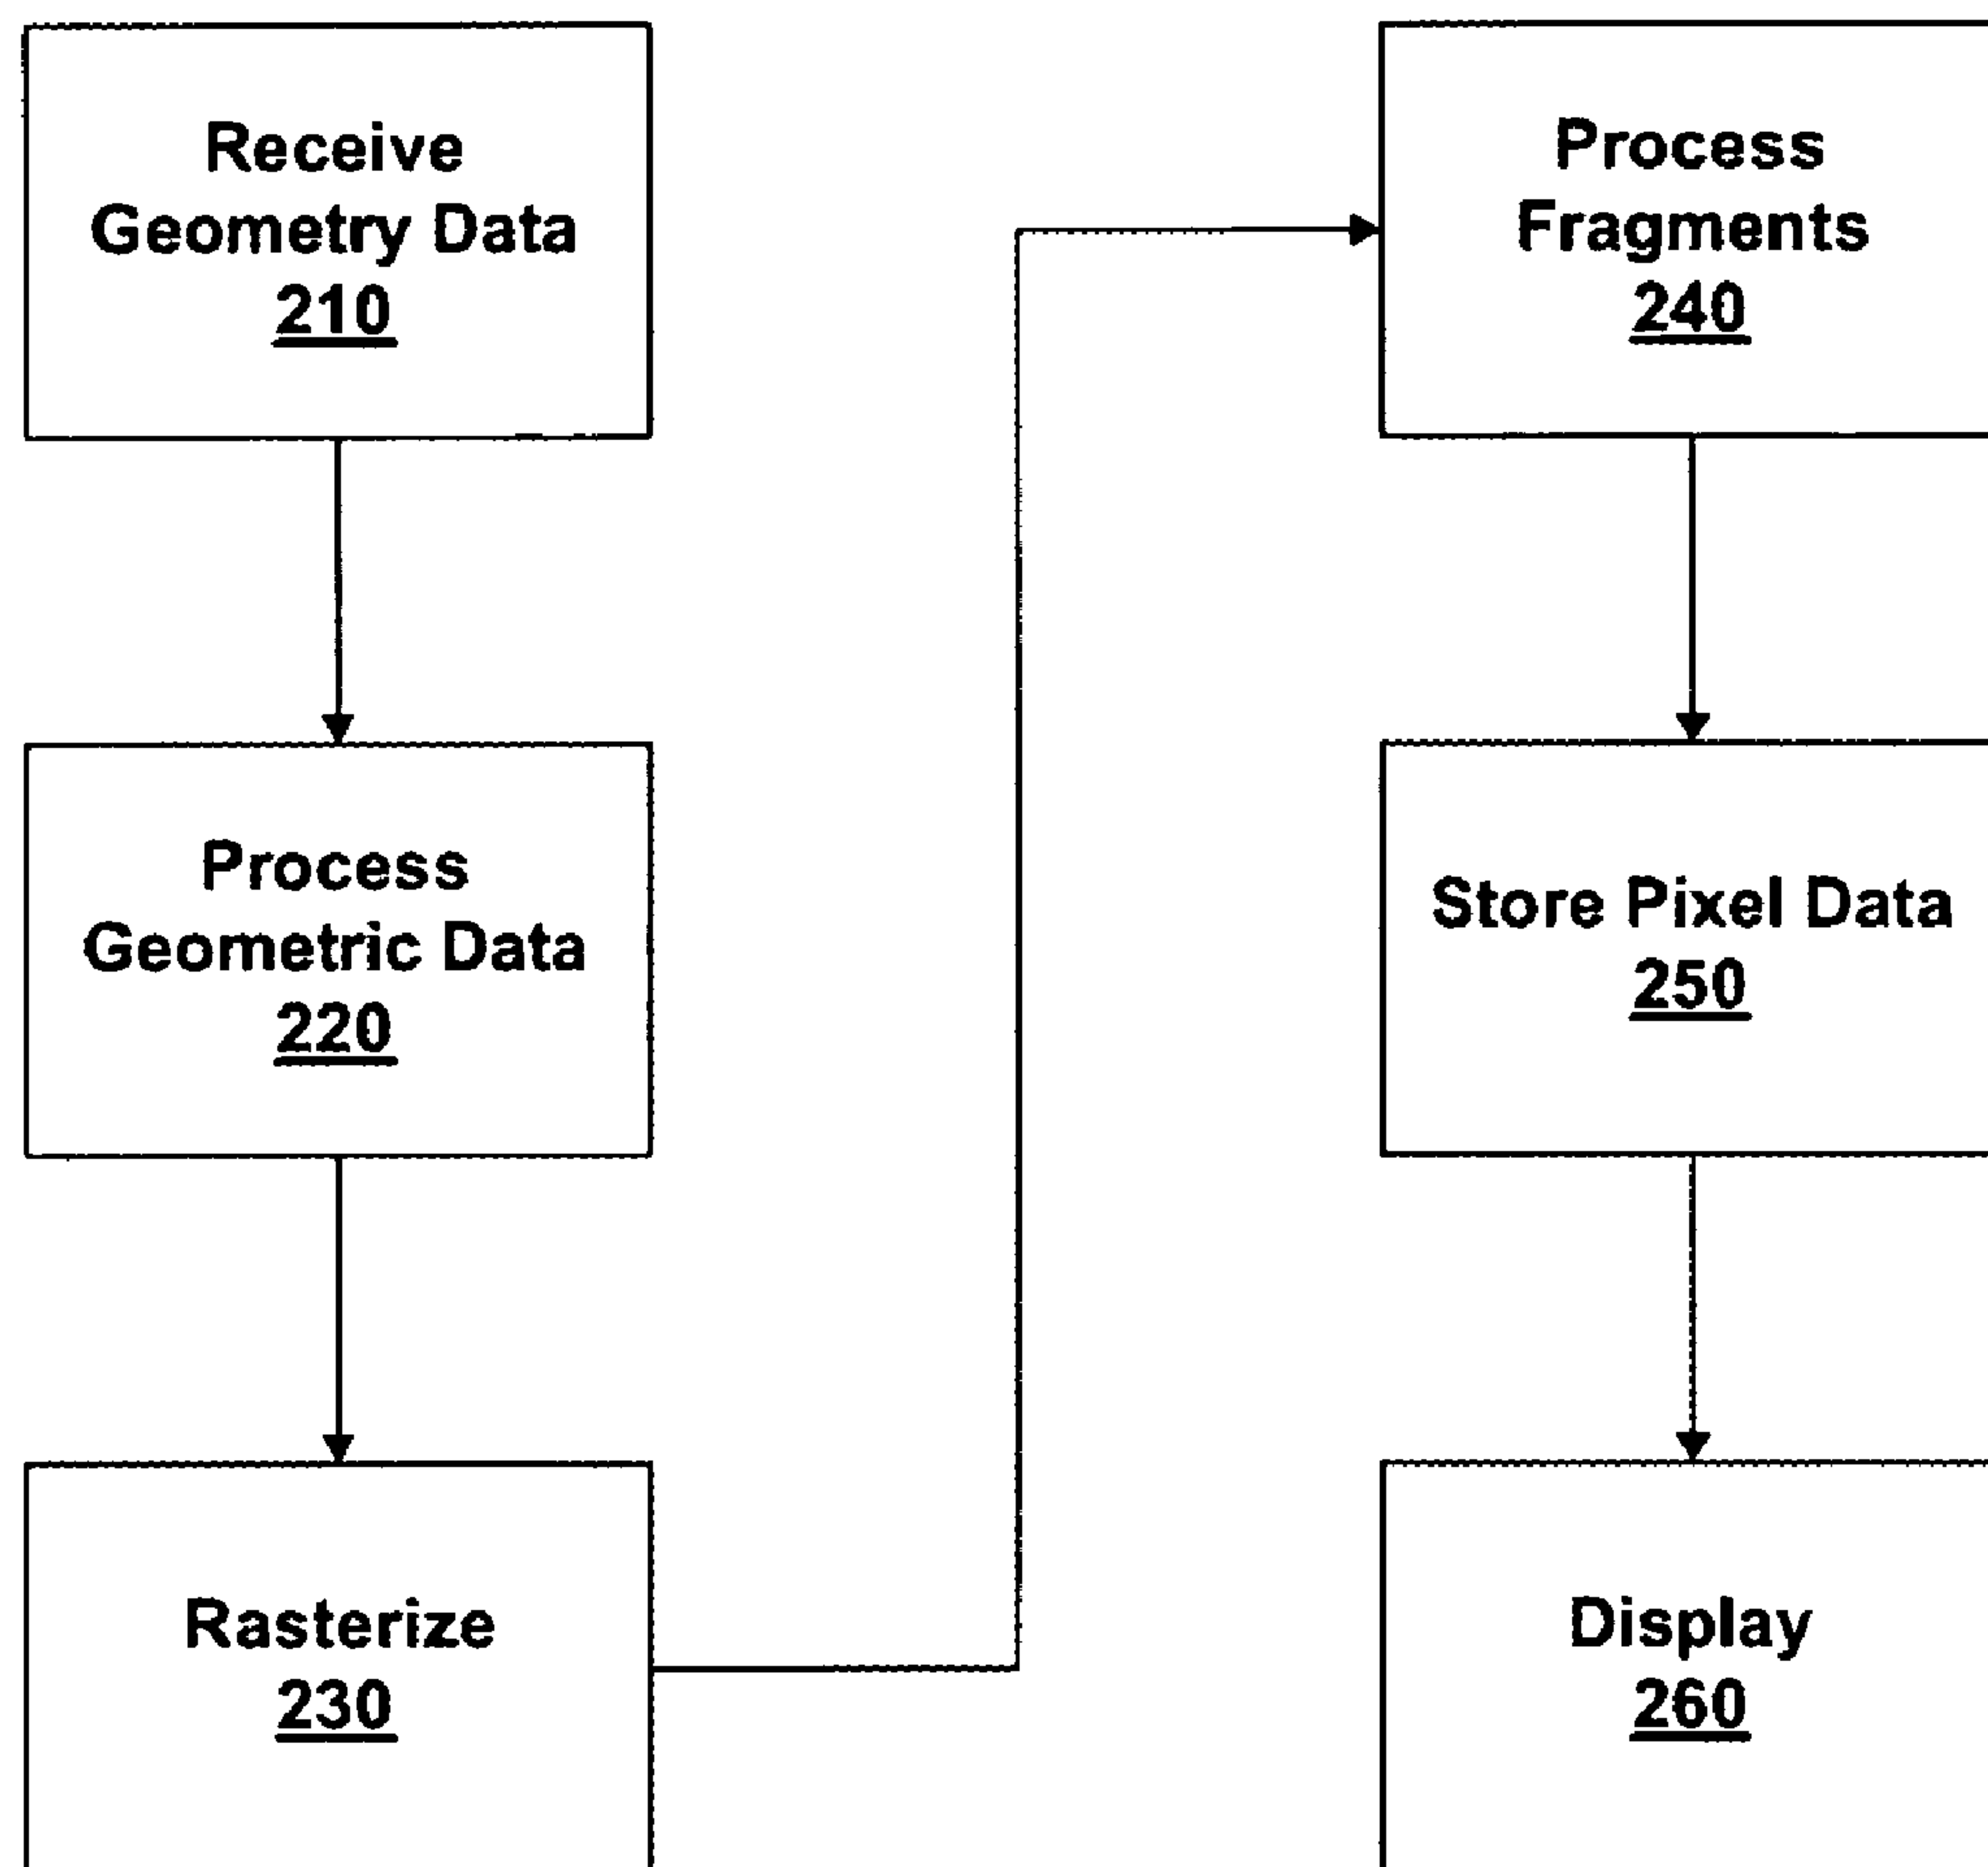 Receive
Geometry Data
210
Process
Geometric Data
220
Rasterize
230
Process
Fragments
240
Store Pixel Data
250
Display
260